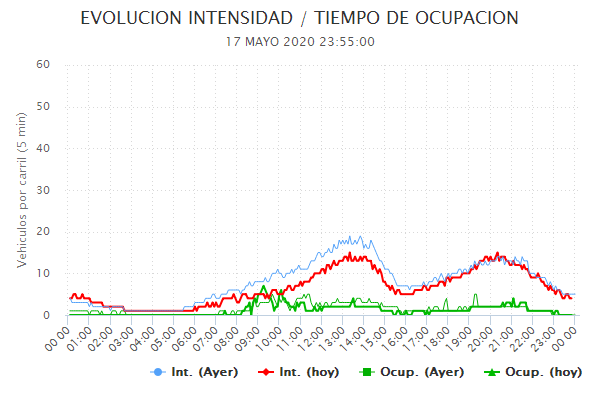 EVOLUCION INTENSIDAD / TIEMPO DE OCUPACION
17 MAYO 2020 23:55:00
Vehiculos por carril (5 min)
60
50
40
30
20
10
0
00:00 01:00 02:00 03:00 04:00 05:00 06:00 07:00 08:00 09:00 10:00 11:00 12:00 13:00 14:00 15:00 16:00 17:00 18:00 19:00 20:00 21:00 22:00 23:00 00:00
Int. (Ayer) Int. (hoy) Ocup. (Ayer) Ocup. (hoy)